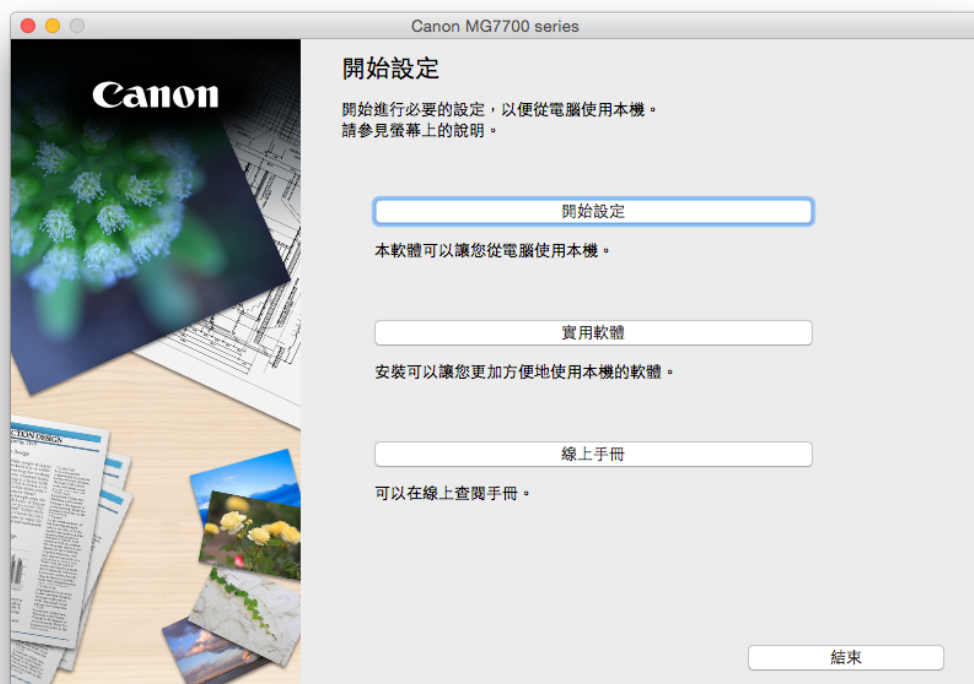 Canon MG7700 series
Canon
開始設定
開始進行必要的設定，以便從電腦使用本機。
請參見螢幕上的說明。
開始設定
本軟體可以讓您從電腦使用本機。
實用軟體
安裝可以讓您更加方便地使用本機的軟體。
線上手冊
可以在線上查閱手冊。
CTION DESIGN
結束